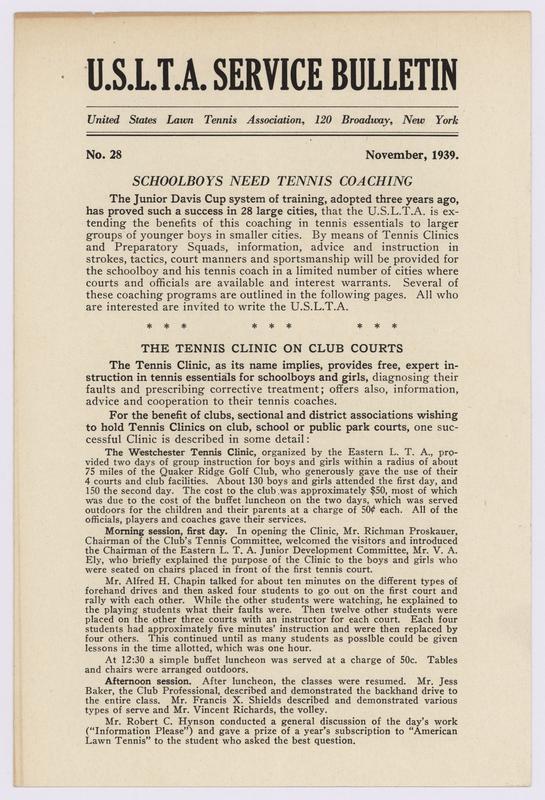 U.S.L.T.A. SERVICE BULLETIN
United States Lawn Tennis Association, 120 Broadway, New York
No. 28 November, 1939.
SCHOOLBOYS NEED TENNIS COACHING
The Junior Davis Cup system of training, adopted three years ago,
has proved such a success in 28 large cities, that the U.S.L.T.A. is ex-
tending the benefits of this coaching in tennis essentials to larger
groups of younger boys in smaller cities. By means of Tennis Clinics
and Preparatory Squads, information, advice and instruction in
strokes, tactics, court manners and sportsmanship will be provided for
the schoolboy and his tennis coach in a limited number of cities where
courts and officials are available and interest warrants. Several of
these coaching programs are outlined in the following pages. All who
are interested are invited to write the U.S.L.T.A.
* * * * * * * * *
THE TENNIS CLINIC ON CLUB COURTS
The Tennis Clinic, as its name implies, provides free, expert in-
struction in tennis essentials for schoolboys and girls, diagnosing their
faults and prescribing corrective treatment; offers also, information,
advice and cooperation to their tennis coaches.
For the benefit of clubs, sectional and district associations wishing
to hold Tennis Clinics on club, school or public park courts, one suc-
cessful Clinic is described in some detail:
The Westchester Tennis Clinic, organized by the Eastern L. T. A., pro-
vided two days of group instruction for boys and girls within a radius of about
75 miles of the Quaker Ridge Golf Club, who generously gave the use of their
4 courts and club facilities. About 130 boys and girls attended the first day, and
150 the second day. The cost to the club was approximately $50, most of which
was due to the cost of the buffet luncheon on the two days, which was served
outdoors for the children and their parents at a charge of 50¢ each. All of the
officials, players and coaches gave their services.
Morning session, first day. In opening the Clinic, Mr. Richman Proskauer,
Chairman of the Club's Tennis Committee, welcomed the visitors and introduced
the Chairman of the Eastern L. T. A. Junior Development Committee, Mr. V. A.
Ely, who briefly explained the purpose of the Clinic to the boys and girls who
were seated on chairs placed in front of the first tennis court.
Mr. Alfred H. Chapin talked for about ten minutes on the different types of
forehand drives and then asked four students to go out on the first court and
rally with each other. While the other students were watching, he explained to
the playing students what their faults were. Then twelve other students were
placed on the other three courts with an instructor for each court. Each four
students had approximately five minutes' instruction and were then replaced by
four others. This continued until as many students as possible could be given
lessons in the time allotted, which was one hour.
At 12:30 a simple buffet luncheon was served at a charge of 50c. Tables
and chairs were arranged outdoors.
Afternoon session. After luncheon, the classes were resumed. Mr. Jess
Baker, the Club Professional, described and demonstrated the backhand drive to
the entire class. Mr. Francis X. Shields described and demonstrated various
types of serve and Mr. Vincent Richards, the volley.
Mr. Robert C. Hynson conducted a general discussion of the day's work
("Information Please") and gave a prize of a year's subscription to "American
Lawn Tennis" to the student who asked the best question.